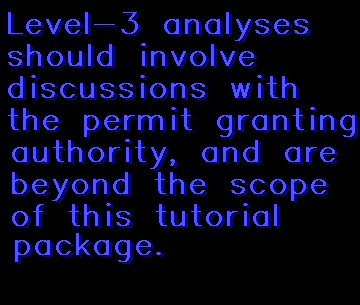 Level-3 analyses
should involve
discussions with
the permit granting
authority, and are
beyond the scope
of this tutorial
package.